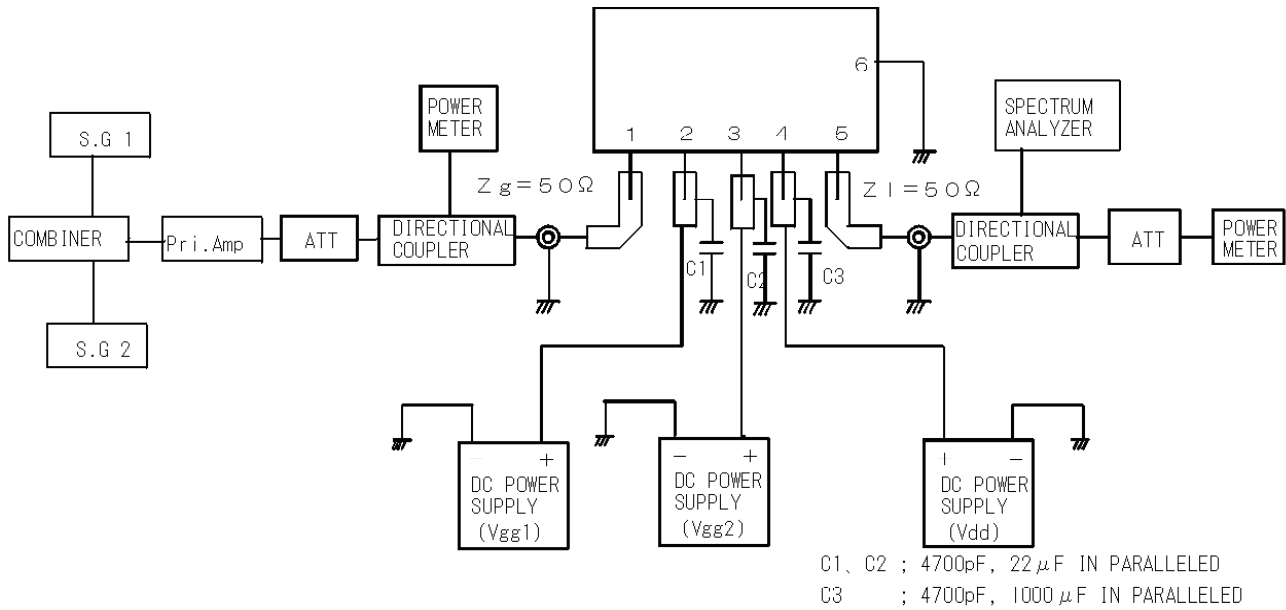 6
POWER
METER
SPECTRUM
ANALYZER
S.G 1
1 2 3 4 5
Zg=50Ω
Zl=50Ω
COMBINER
Pri.Amp
ATT
DIRECTIONAL
COUPLER
DIRECTIONAL
COUPLER
ATT
POWER
METER
C1
C2
C3
S.G 2
- +
DC POWER
SUPPLY
(Vgg1)
- +
DC POWER
SUPPLY
(Vgg2)
+ -
DC POWER
SUPPLY
(Vdd)
C1、C2 ; 4700pF, 22μF IN PARALLELED
C3 ; 4700pF, 1000μF IN PARALLELED